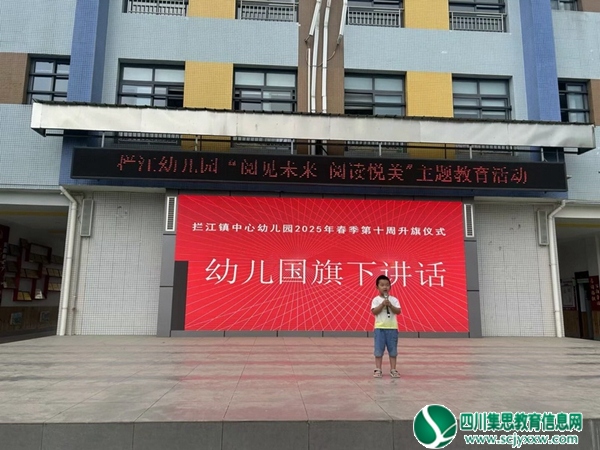 拦江幼儿园“阅见未来 阅读悦美”主题教育活动
拦江镇中心幼儿园2025年春季第十周升旗仪式
幼儿国旗下讲话
四川集思教育信息网
www.scjyxxw.com